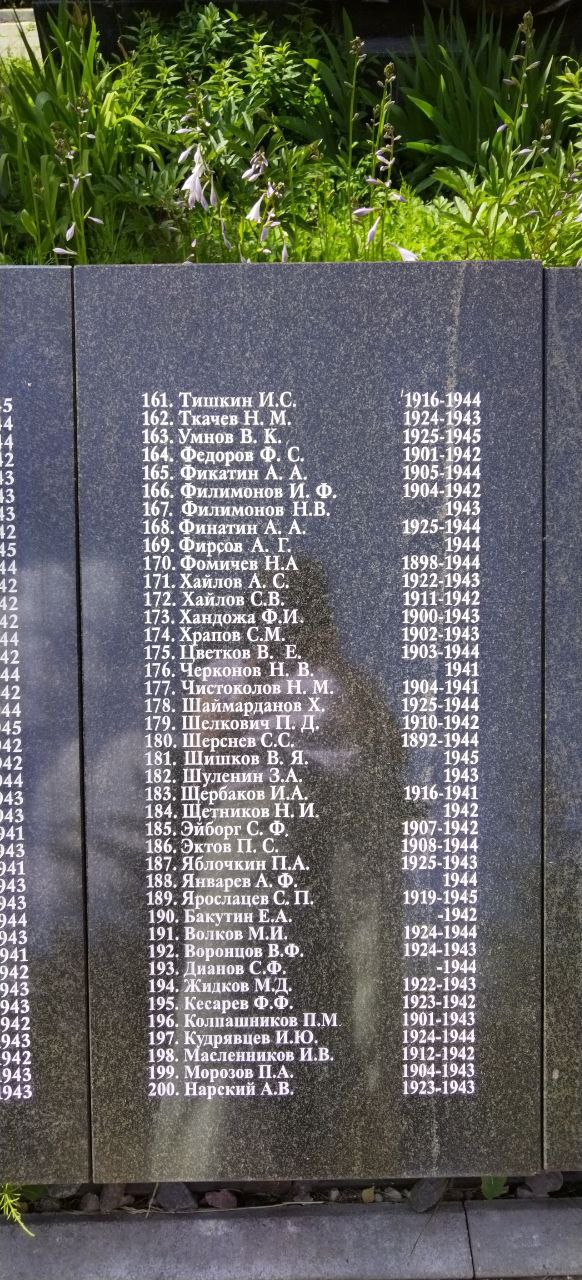 161. Тишкин И.С. 1916-1944
162. Ткачев Н. М. 1924-1943
163. Умнов В. К. 1925-1945
164. Федоров Ф. С. 1901-1942
165. Фикатин А. А. 1905-1944
166. Филимонов И. Ф. 1904-1942
167. Филимонов Н.В. 1943
168. Финатин А. А. 1925-1944
169. Фирсов А. Г. 1944
170. Фомичев Н.А 1898-1944
171. Хайлов А. С. 1922-1943
172. Хайлов С.В. 1911-1942
173. Хандожа Ф.И. 1900-1943
174. Храпов С.М. 1902-1943
175. Цветков В. Е. 1903-1944
176. Черконов Н. В. 1941
177. Чистоколов Н. М. 1904-1941
178. Шаймарданов Х. 1925-1944
179. Шелкович П. Д. 1910-1942
180. Шерснев С.С. 1892-1944
181. Шишков В. Я. 1945
182. Шуленин З.А. 1943
183. Щербаков И.А. 1916-1941
184. Щетников Н. И. 1942
185. Эйборг С. Ф. 1907-1942
186. Эктов П. С. 1908-1944
187. Яблочкин П.А. 1925-1943
188. Январев А. Ф. 1944
189. Ярославцев С. П. 1919-1945
190. Бакутин Е.А. -1942
191. Волков М.И. 1924-1944
192. Воронцов В.Ф. 1924-1943
193. Дианов С.Ф. -1944
194. Жидков М.Д. 1922-1943
195. Кесарев Ф.Ф. 1923-1942
196. Колпашников П.М. 1901-1943
197. Кудрявцев И.Ю. 1924-1944
198. Масленников И.В. 1912-1942
199. Морозов П.А. 1904-1943
200. Нарский А.В. 1923-1943